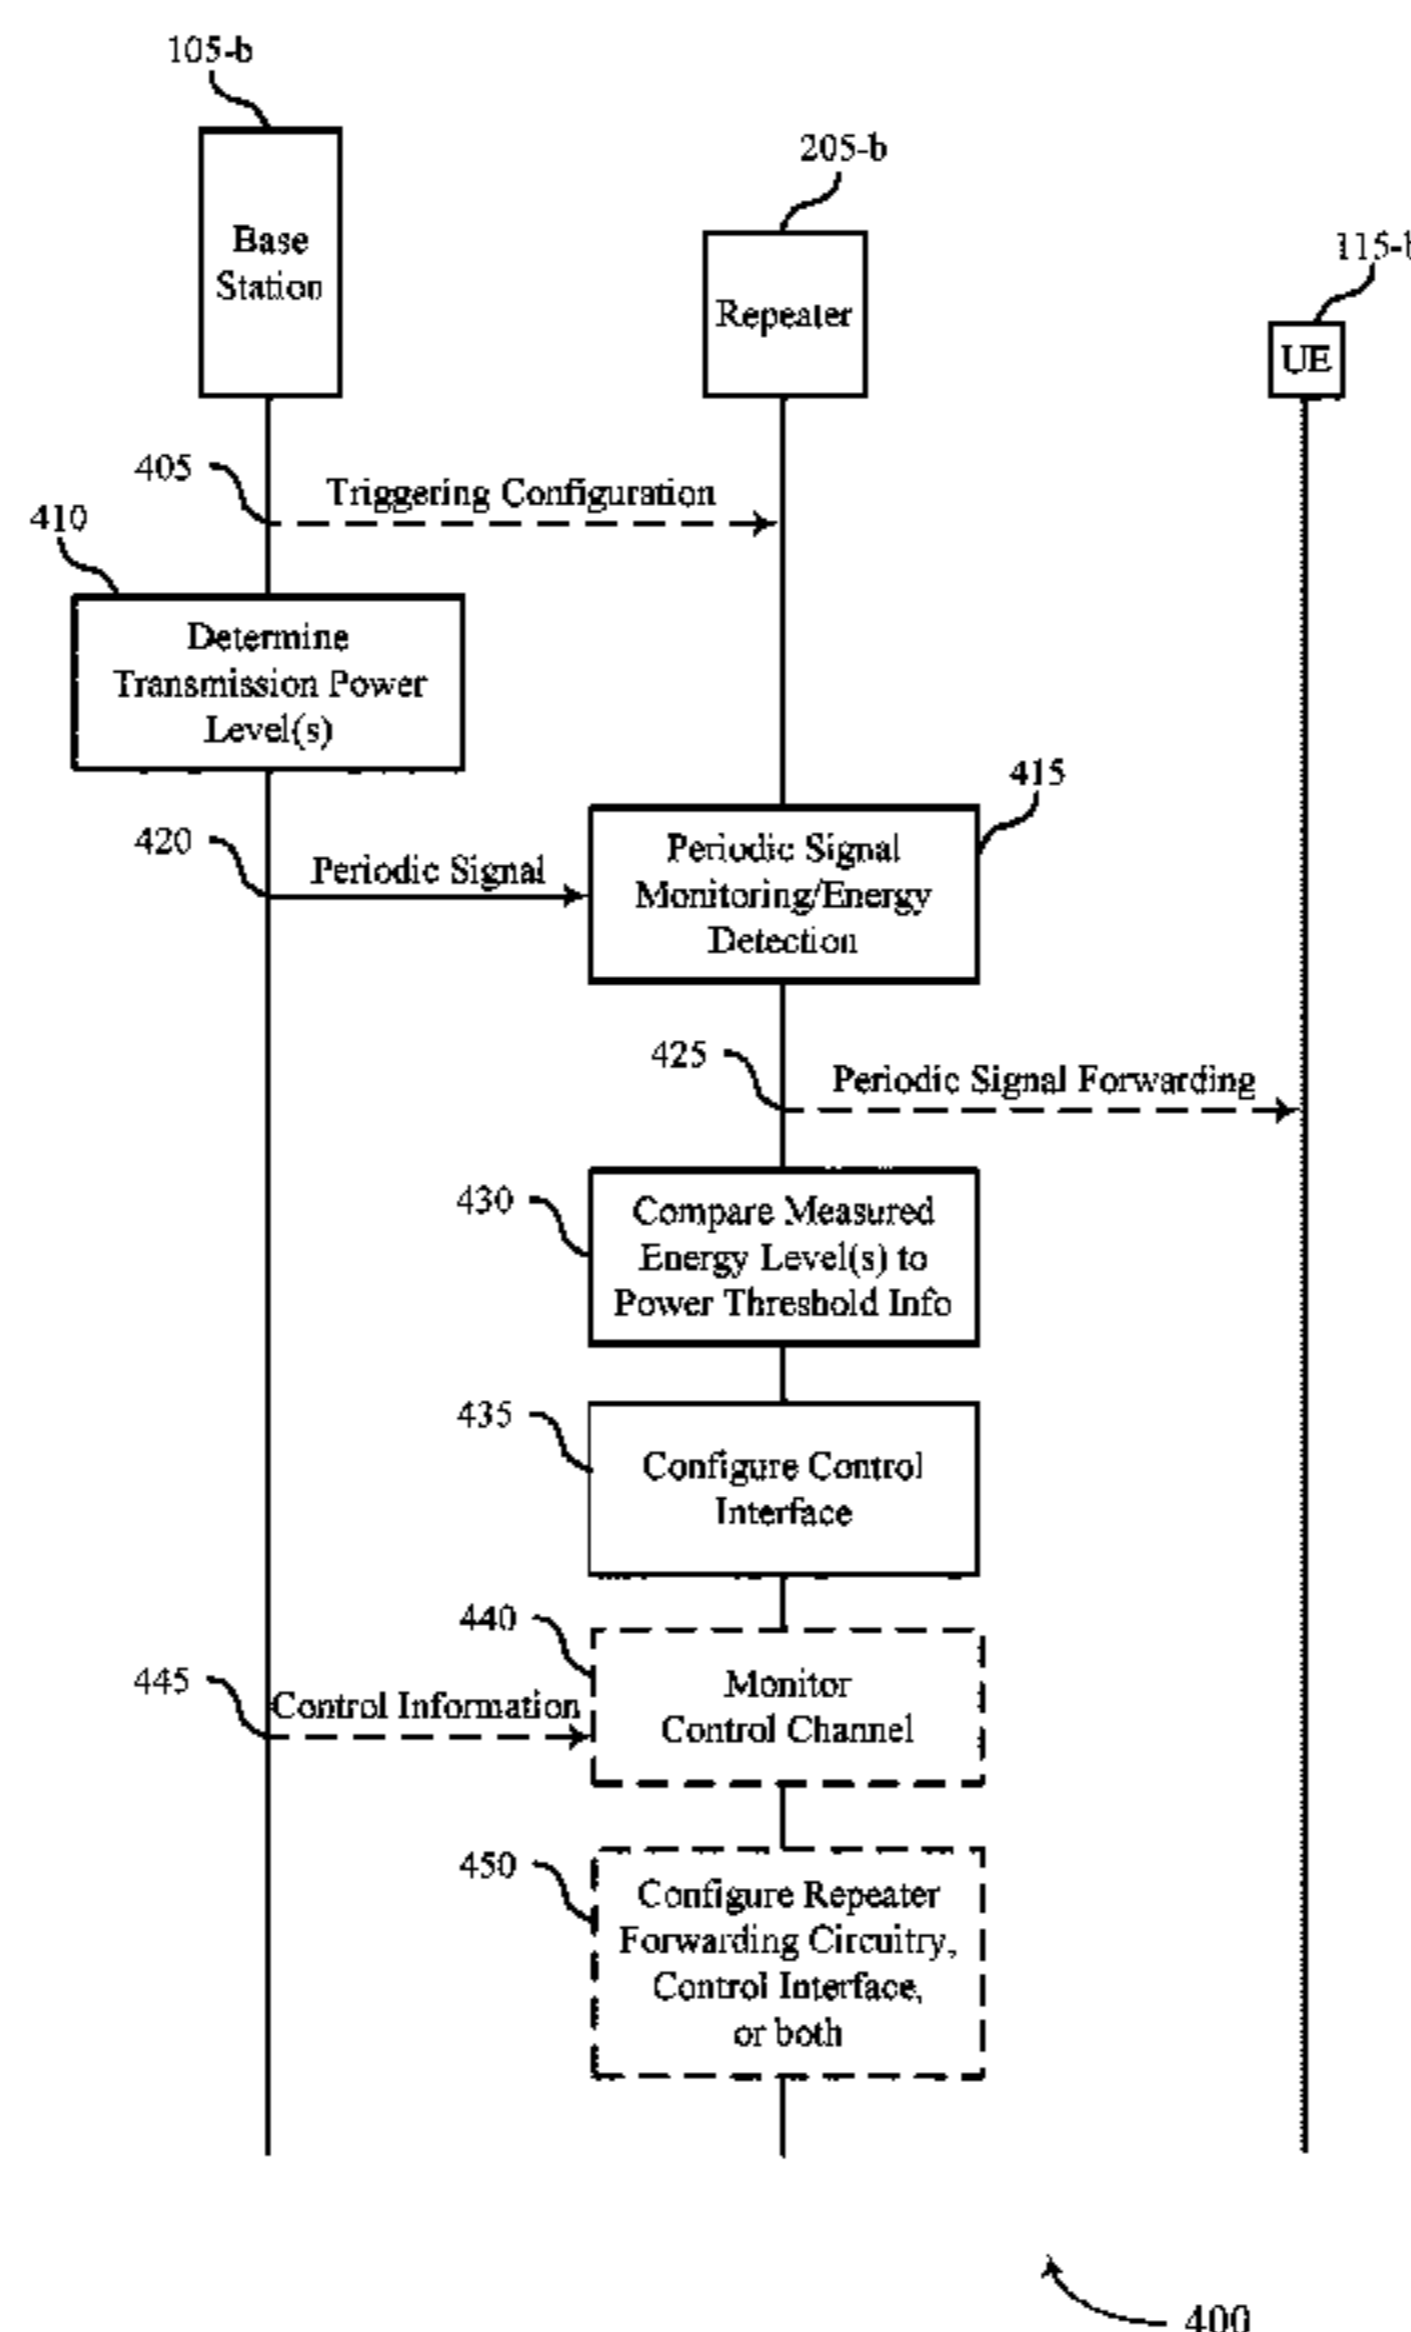 105-b
205-b
115-b
Base
Station
Repeater
UE
405
Triggering Configuration
410
Determine
Transmission Power
Level(s)
415
420
Periodic Signal
Periodic Signal
Monitoring/Energy
Detection
425
Periodic Signal Forwarding
430
Compare Measured
Energy Level(s) to
Power Threshold Info
435
Configure Control
Interface
440
445
Control Information
Monitor
Control Channel
450
Configure Repeater
Forwarding Circuitry,
Control Interface,
or both
400